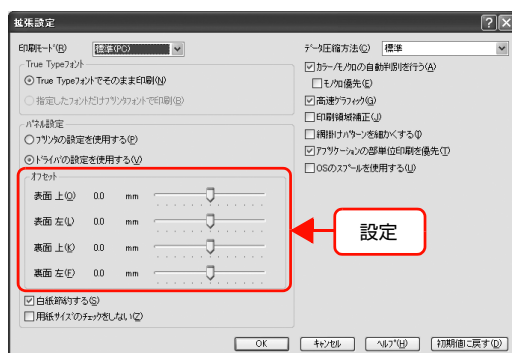 拡張設定
印刷モード(R) 標準(PC)
True Typeフォント
True Typeフォントでそのまま印刷(N)
指定したフォントだけプリンタフォントで印刷(B)
パネル設定
プリンタの設定を使用する(P)
ドライバの設定を使用する(V)
オフセット
表面 上(O) 0.0 mm
表面 左(L) 0.0 mm
裏面 上(K) 0.0 mm
裏面 左(F) 0.0 mm
白紙節約する(S)
用紙サイズのチェックをしない(Z)
データ圧縮方法(C) 標準
カラー/モノクロの自動判別を行う(A)
モノクロ優先(E)
高速グラフィック(G)
印刷領域補正(J)
網掛けパターンを細かくする(I)
アプリケーションの部単位印刷を優先(T)
OSのスプールを使用する(U)
設定
OK キャンセル ヘルプ(H) 初期値に戻す(D)